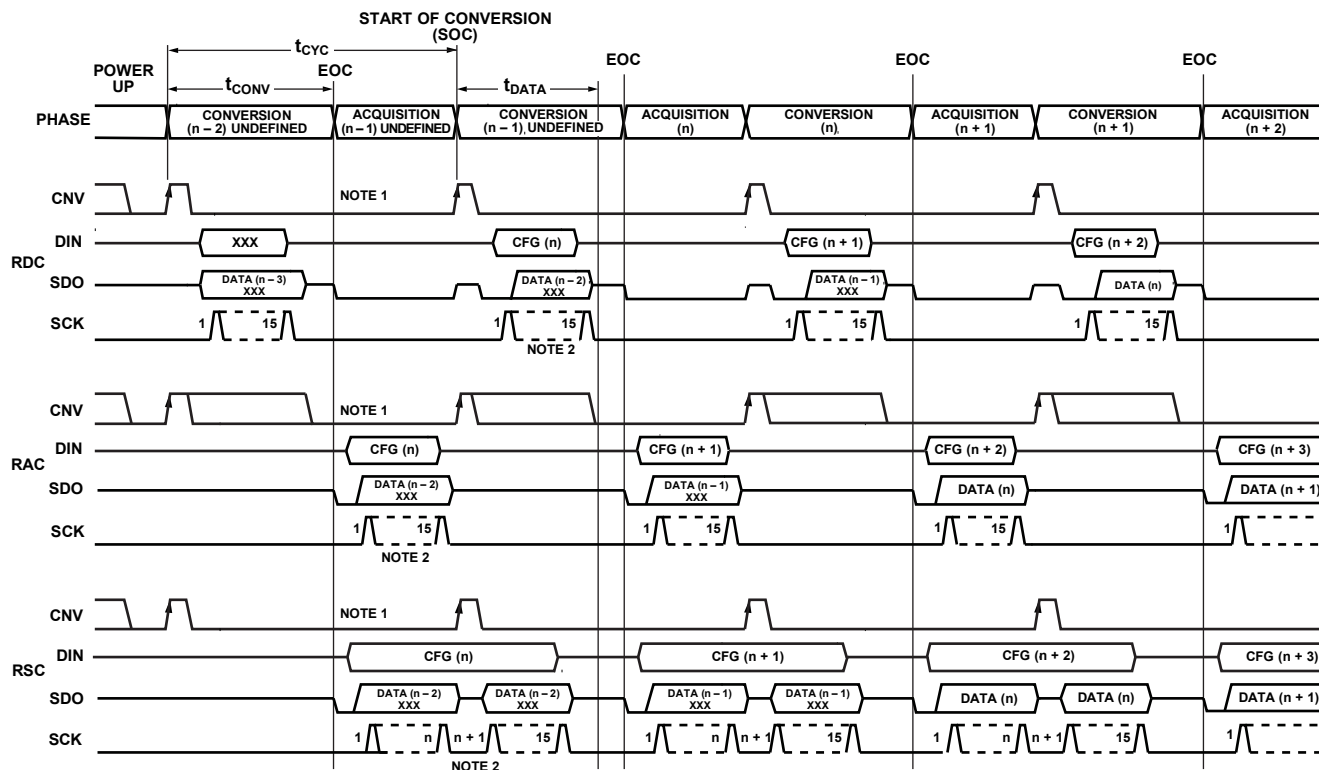 START OF CONVERSION
(SOC)
tCYC
POWER
UP
EOC
EOC
EOC
EOC
tCONV
tDATA
PHASE
CONVERSION
(n – 2) UNDEFINED
ACQUISITION
(n – 1) UNDEFINED
CONVERSION
(n – 1) UNDEFINED
ACQUISITION
(n)
CONVERSION
(n)
ACQUISITION
(n + 1)
CONVERSION
(n + 1)
ACQUISITION
(n + 2)
RDC
CNV
NOTE 1
DIN
XXX
CFG (n)
CFG (n + 1)
CFG (n + 2)
SDO
DATA (n – 3)
XXX
DATA (n – 2)
XXX
DATA (n – 1)
XXX
DATA (n)
SCK
1 15
1 15
1 15
1 15
NOTE 2
RAC
CNV
NOTE 1
DIN
CFG (n)
CFG (n + 1)
CFG (n + 2)
CFG (n + 3)
SDO
DATA (n – 2)
XXX
DATA (n – 1)
XXX
DATA (n)
DATA (n + 1)
SCK
1 15
1 15
1 15
1
NOTE 2
RSC
CNV
NOTE 1
DIN
CFG (n)
CFG (n + 1)
CFG (n + 2)
CFG (n + 3)
SDO
DATA (n – 2)
XXX
DATA (n – 2)
XXX
DATA (n – 1)
XXX
DATA (n – 1)
XXX
DATA (n)
DATA (n)
DATA (n + 1)
SCK
1 n n + 1 15
1 n n + 1 15
1 n n + 1 15
1
NOTE 2